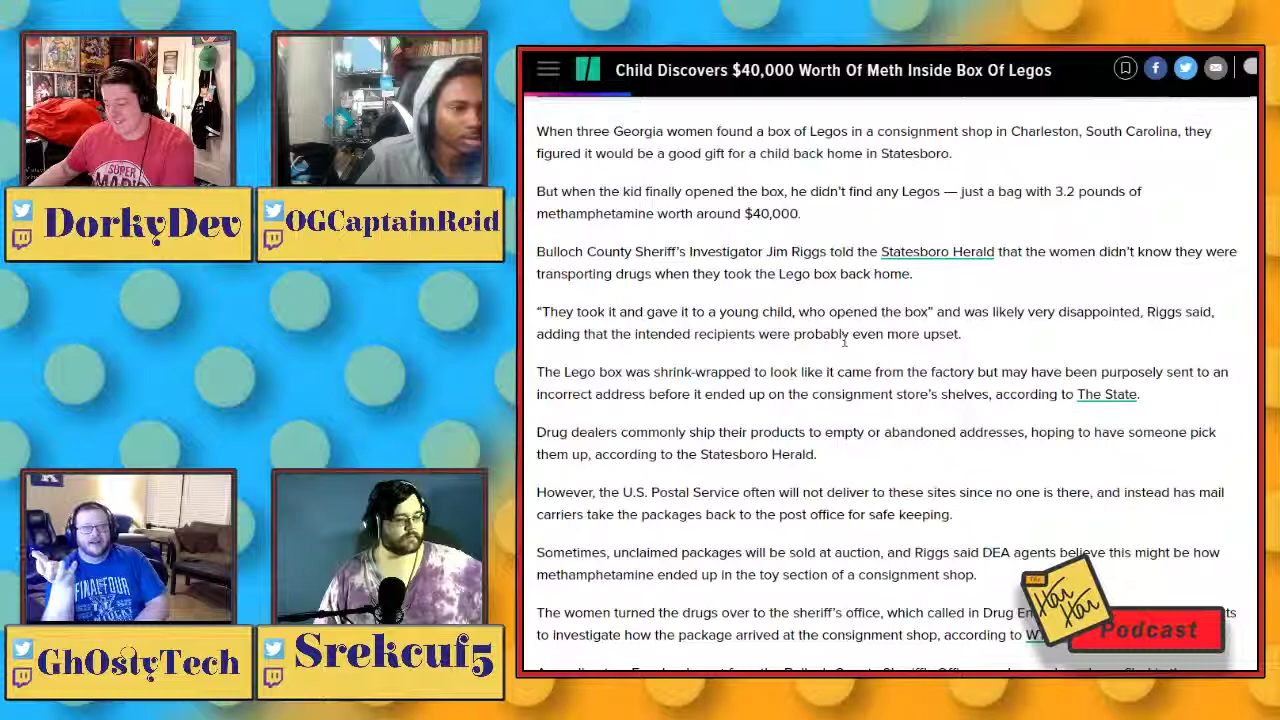 Child Discovers $40,000 Worth Of Meth Inside Box Of Legos
When three Georgia women found a box of Legos in a consignment shop in Charleston, South Carolina, they
figured it would be a good gift for a child back home in Statesboro.
But when the kid finally opened the box, he didn’t find any Legos — just a bag with 3.2 pounds of
methamphetamine worth around $40,000.
Bulloch County Sheriff’s Investigator Jim Riggs told the Statesboro Herald that the women didn’t know they were
transporting drugs when they took the Lego box back home.
“They took it and gave it to a young child, who opened the box” and was likely very disappointed, Riggs said,
adding that the intended recipients were probably even more upset.
The Lego box was shrink-wrapped to look like it came from the factory but may have been purposely sent to an
incorrect address before it ended up on the consignment store’s shelves, according to The State.
Drug dealers commonly ship their products to empty or abandoned addresses, hoping to have someone pick
them up, according to the Statesboro Herald.
However, the U.S. Postal Service often will not deliver to these sites since no one is there, and instead has mail
carriers take the packages back to the post office for safe keeping.
Sometimes, unclaimed packages will be sold at auction, and Riggs said DEA agents believe this might be how
methamphetamine ended up in the toy section of a consignment shop.
The women turned the drugs over to the sheriff’s office, which called in Drug
to investigate how the package arrived at the consignment shop, according to
DorkyDev
OGCaptainReid
GhOstyTech
Srekcuf5
SUPER
FINAL FOUR
The
Hai
Hai
Podcast